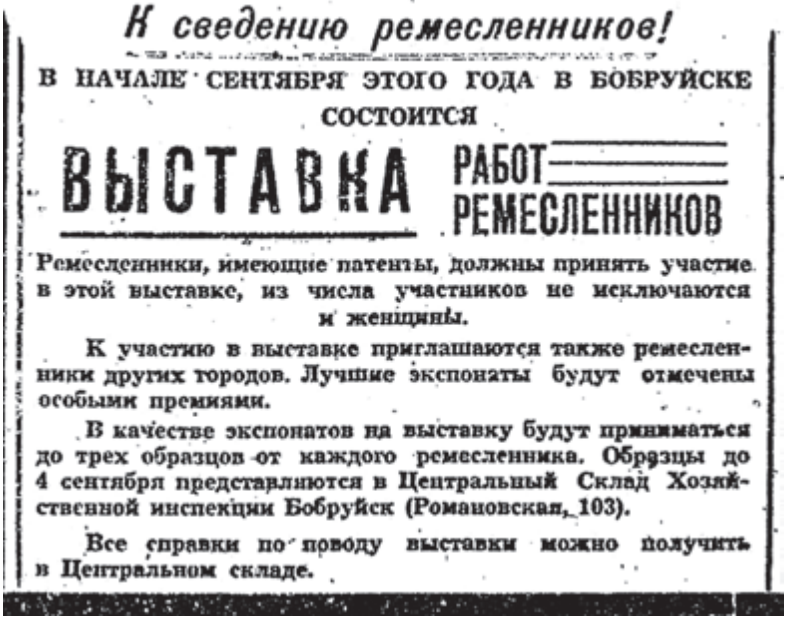 К сведению ремесленников!
В НАЧАЛЕ СЕНТЯБРЯ ЭТОГО ГОДА В БОБРУЙСКЕ
СОСТОИТСЯ
ВЫСТАВКА РАБОТ
РЕМЕСЛЕННИКОВ
Ремесленники, имеющие патенты, должны принять участие
в этой выставке, из числа участников не исключаются
и женщины.
К участию в выставке приглашаются также ремеслен-
ники других городов. Лучшие экспонаты будут отмечены
особыми премиями.
В качестве экспонатов на выставку будут приниматься
до трех образцов от каждого ремесленника. Образцы до
4 сентября представляются в Центральный Склад Хозяй-
ственной инспекции Бобруйск (Романовская, 103).
Все справки по поводу выставки можно получить
в Центральном складе.